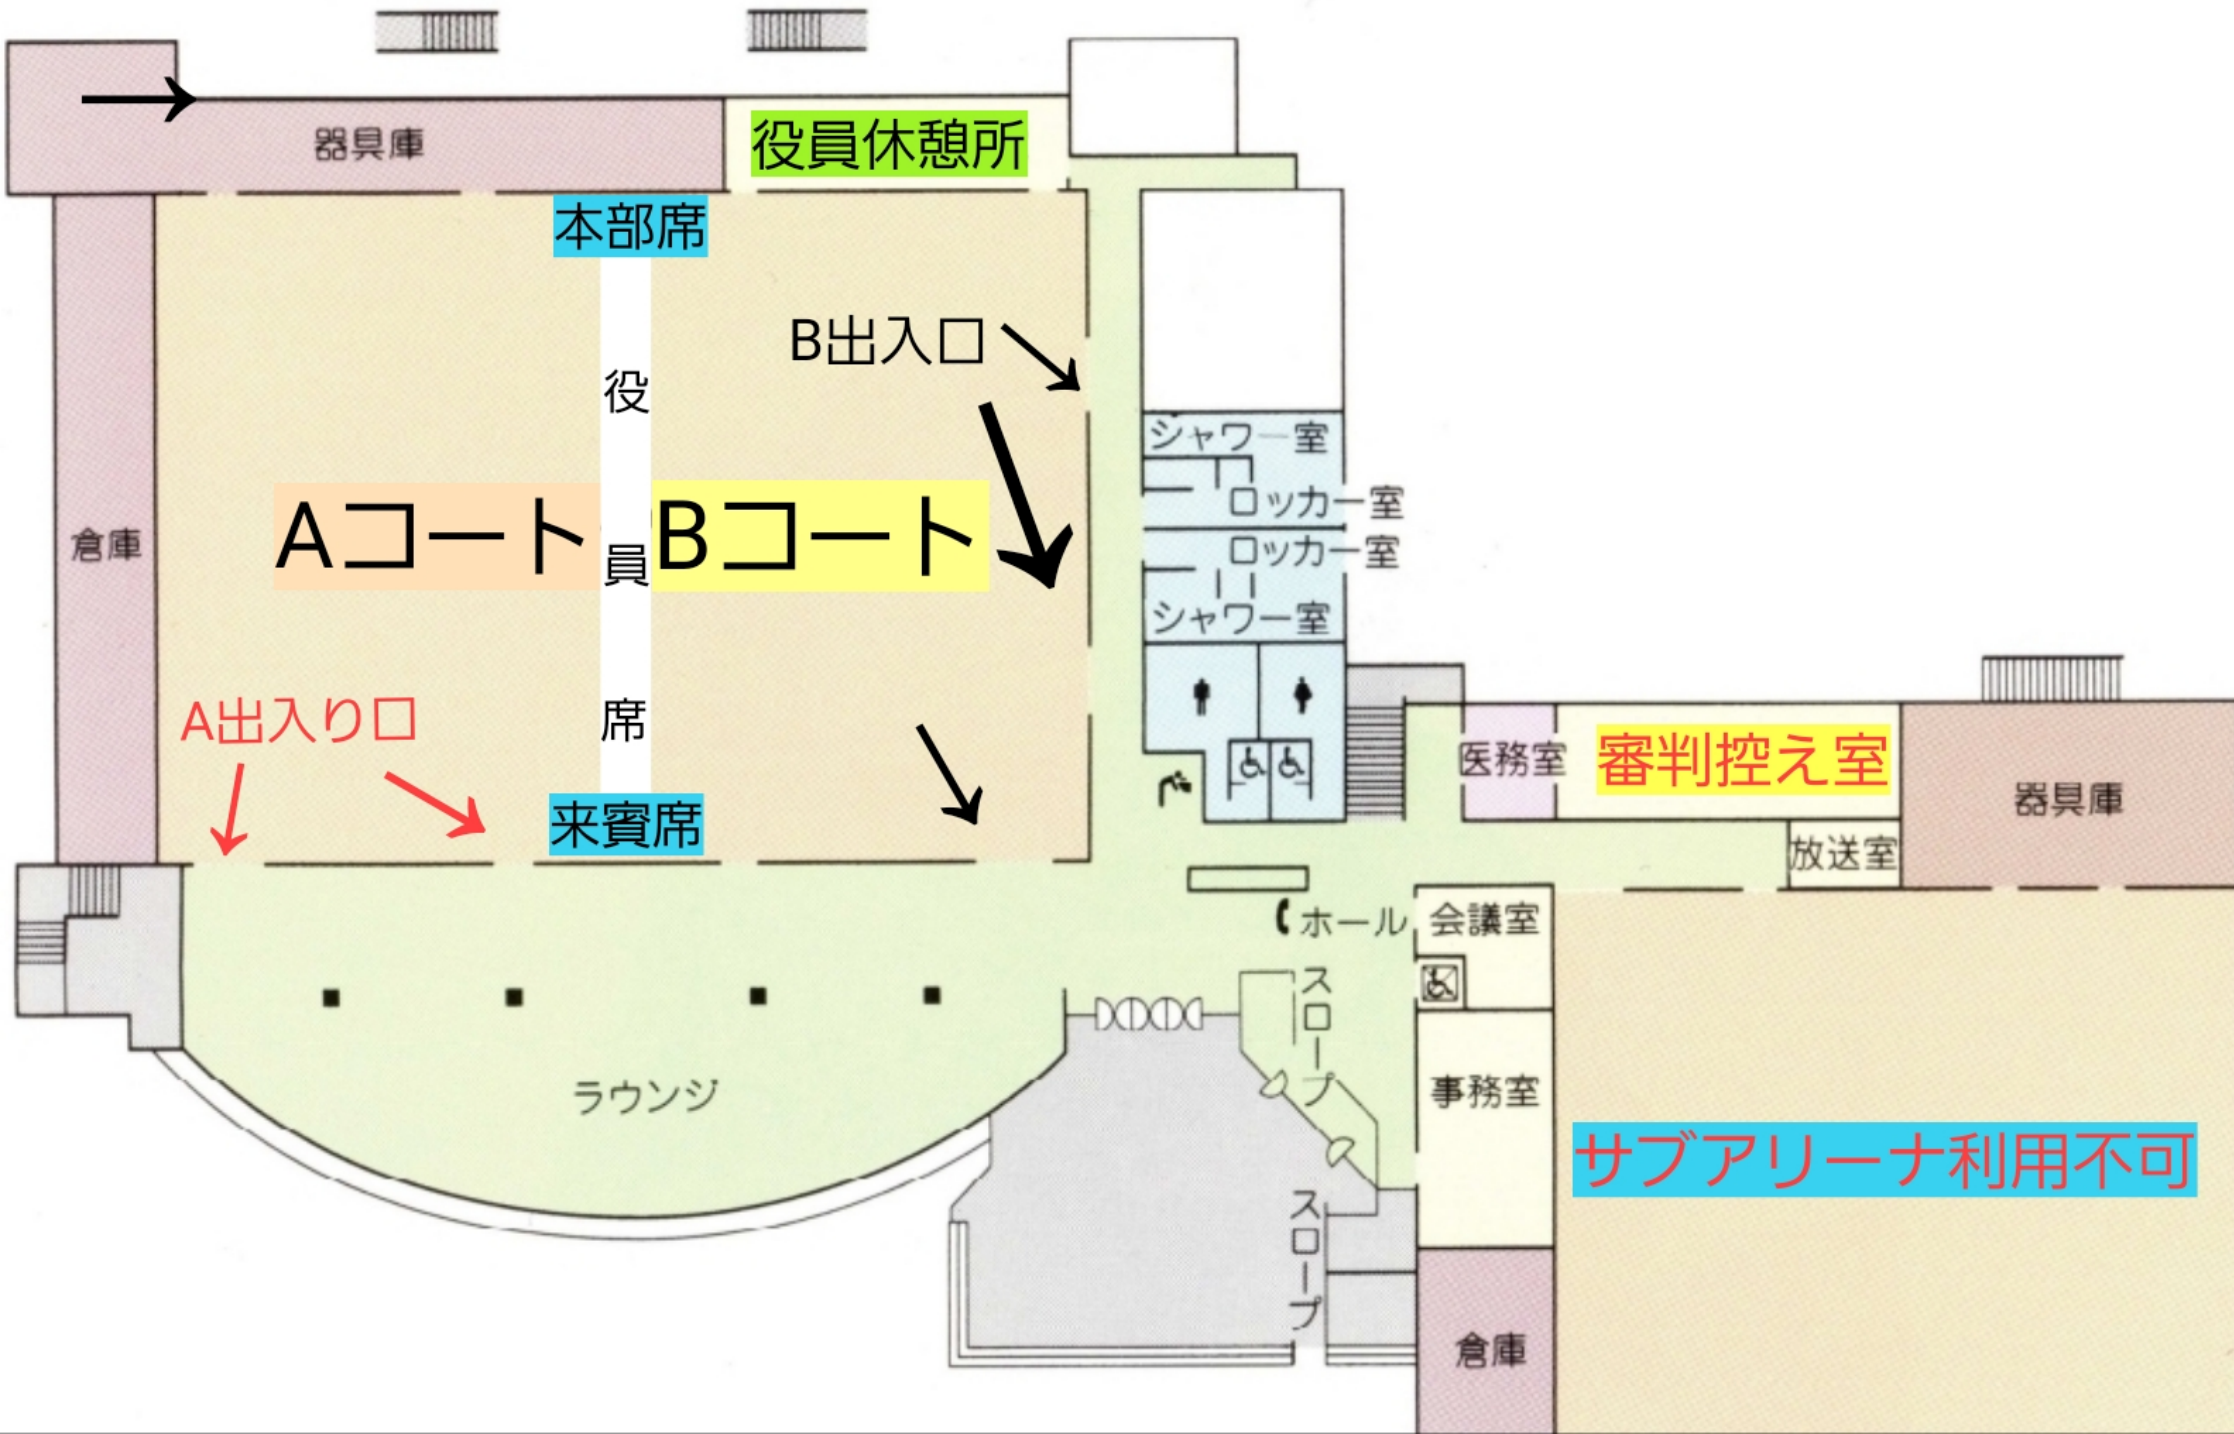 器具庫
役員休憩所
本部席
B出入口
役
員
席
Aコート
Bコート
倉庫
シャワー室
ロッカー室
ロッカー室
シャワー室
A出入り口
来賓席
医務室
審判控え室
器具庫
放送室
ホール
会議室
スロープ
ラウンジ
事務室
サブアリーナ利用不可
スロープ
倉庫